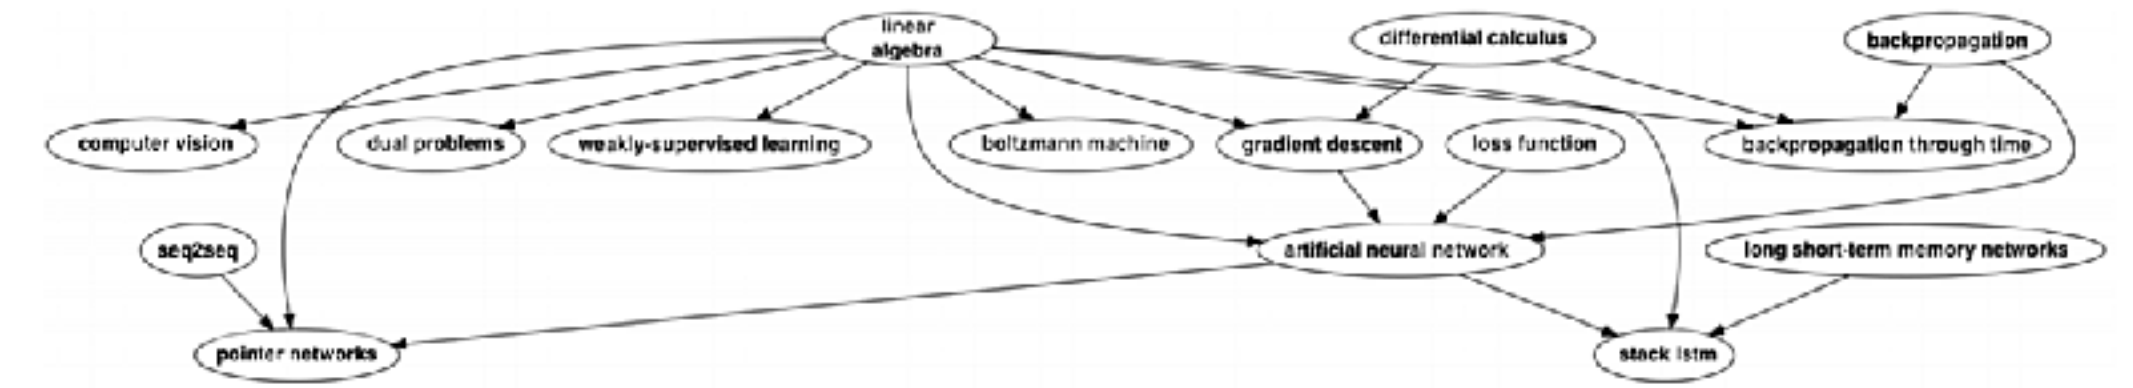 linear
algebra
differential calculus
backpropagation
computer vision
dual problems
weakly-supervised learning
boltzmann machine
gradient descent
loss function
backpropagation through time
seq2seq
artificial neural network
long short-term memory networks
pointer networks
stack lstm